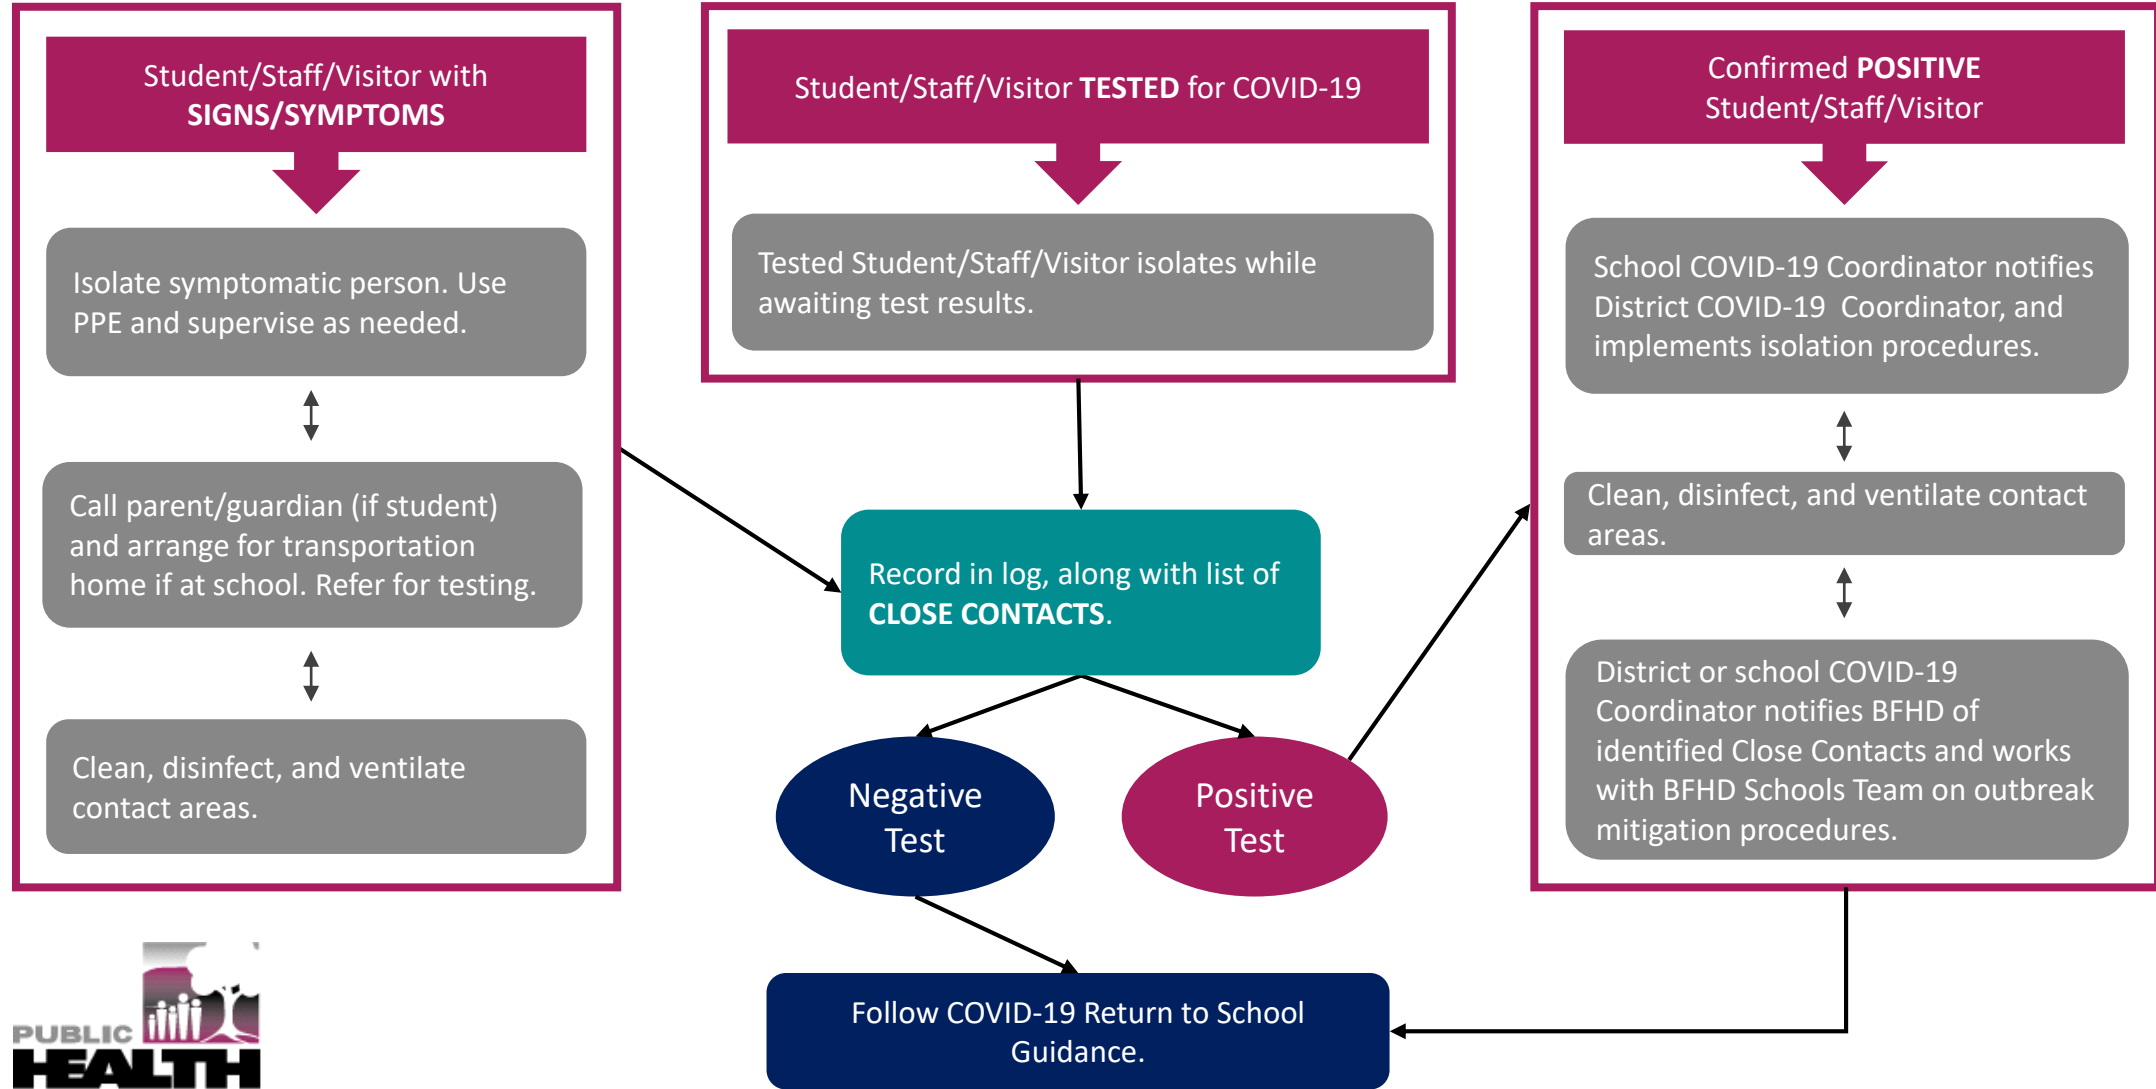 Student/Staff/Visitor with
SIGNS/SYMPTOMS
Isolate symptomatic person. Use
PPE and supervise as needed.
Call parent/guardian (if student)
and arrange for transportation
home if at school. Refer for testing.
Clean, disinfect, and ventilate
contact areas.
Student/Staff/Visitor TESTED for COVID-19
Tested Student/Staff/Visitor isolates while
awaiting test results.
Record in log, along with list of
CLOSE CONTACTS.
Negative
Test
Positive
Test
Confirmed POSITIVE
Student/Staff/Visitor
School COVID-19 Coordinator notifies
District COVID-19  Coordinator, and
implements isolation procedures.
Clean, disinfect, and ventilate contact
areas.
District or school COVID-19
Coordinator notifies BFHD of
identified Close Contacts and works
with BFHD Schools Team on outbreak
mitigation procedures.
Follow COVID-19 Return to School
Guidance.
PUBLIC
HEALTH